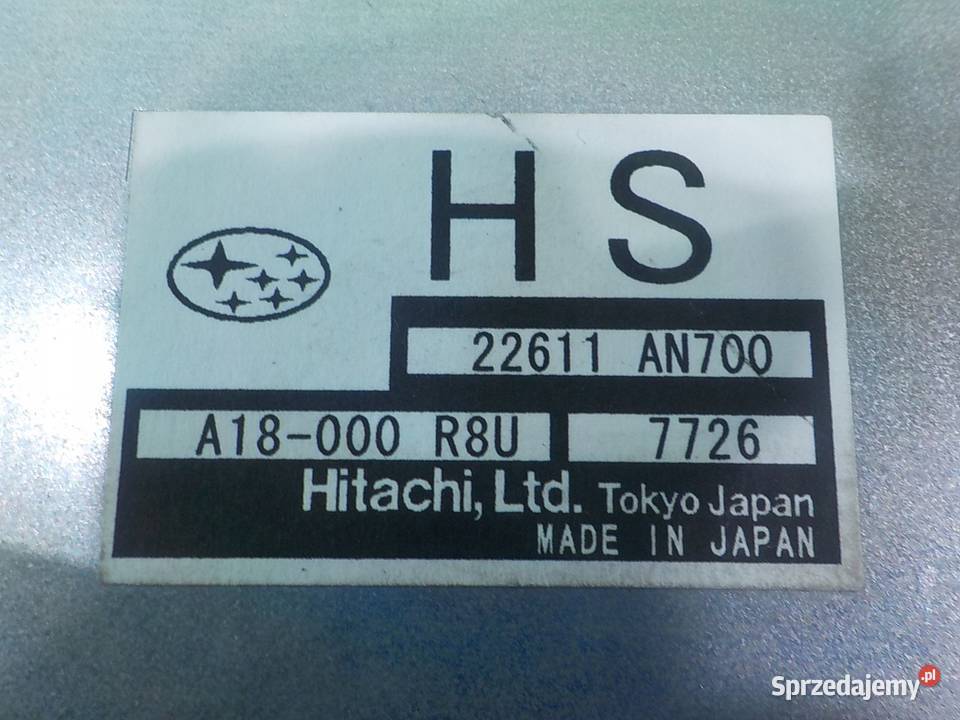 HS
22611 AN700
A18-000 R8U 7726
Hitachi, Ltd. Tokyo Japan
MADE IN JAPAN
Sprzedajemy.pl